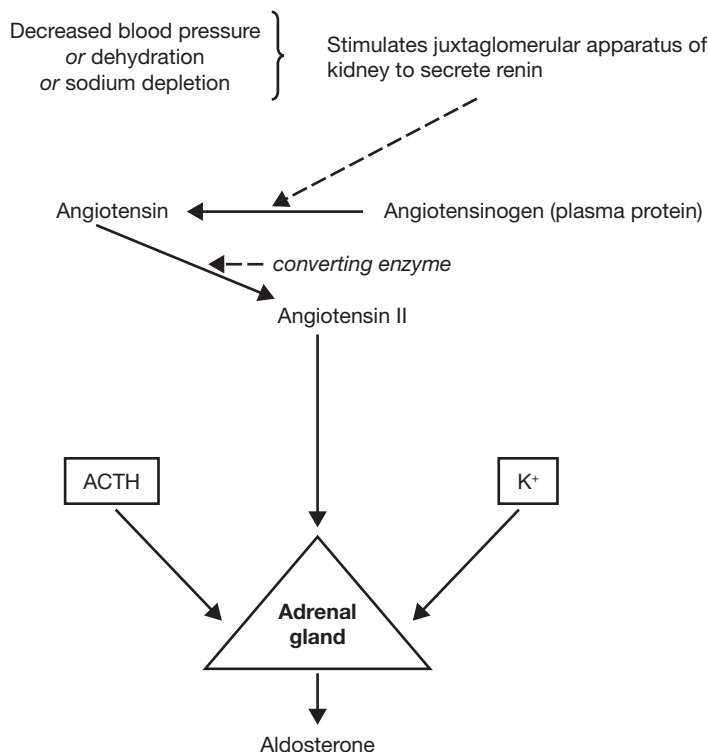 Decreased blood pressure
or dehydration
or sodium depletion
Stimulates juxtaglomerular apparatus of
kidney to secrete renin
Angiotensin
Angiotensinogen (plasma protein)
converting enzyme
Angiotensin II
ACTH
K⁺
Adrenal
gland
Aldosterone